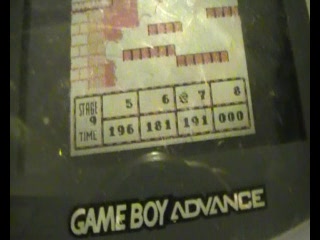 STAGE 5 6 @ 7 8
9
TIME 196 181 191 000
GAME BOY ADVANCE